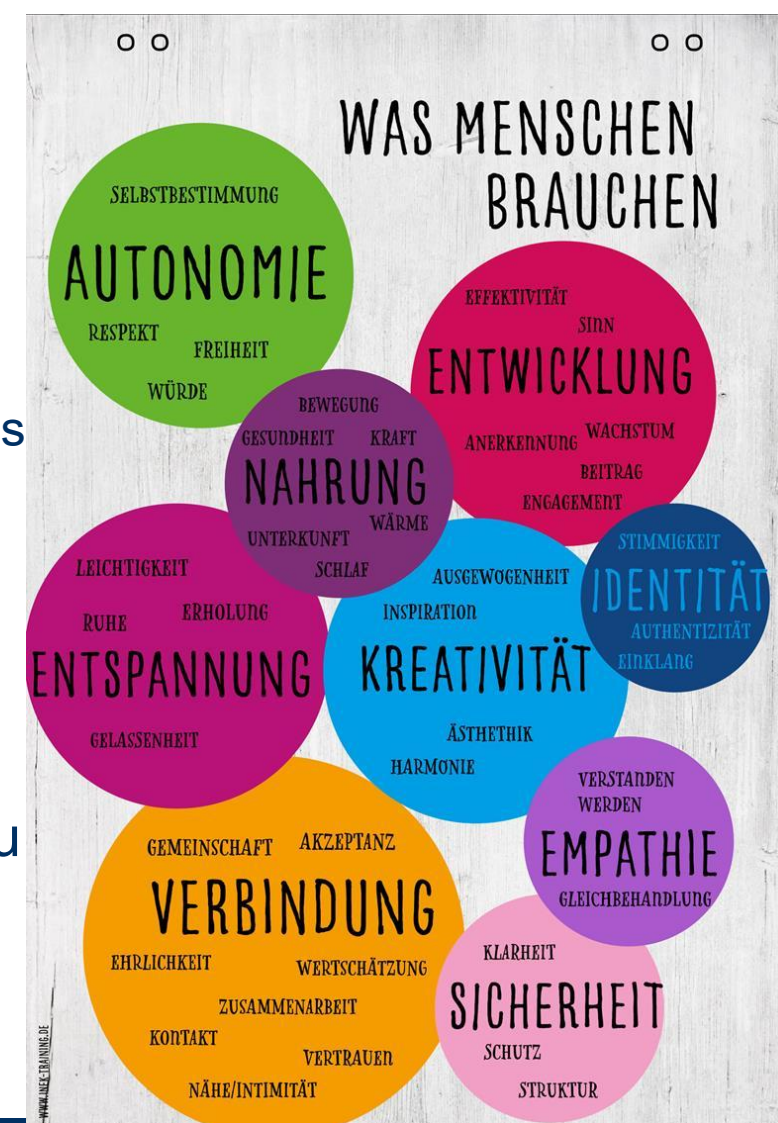 WAS MENSCHEN
BRAUCHEN
SELBSTBESTIMMUNG
AUTONOMIE
RESPEKT
FREIHEIT
WÜRDE
EFFEKTIVITÄT
SINN
ENTWICKLUNG
ANERKENNUNG
WACHSTUM
BEITRAG
ENGAGEMENT
BEWEGUNG
GESUNDHEIT
KRAFT
NAHRUNG
WÄRME
UNTERKUNFT
SCHLAF
STIMMIGKEIT
IDENTITÄT
AUTHENTIZITÄT
EINKLANG
LEICHTIGKEIT
RUHE
ERHOLUNG
ENTSPANNUNG
GELASSENHEIT
AUSGEWOGENHEIT
INSPIRATION
KREATIVITÄT
ÄSTHETHIK
HARMONIE
VERSTANDEN
WERDEN
EMPATHIE
GLEICHBEHANDLUNG
GEMEINSCHAFT
AKZEPTANZ
VERBINDUNG
EHRLICHKEIT
WERTSCHÄTZUNG
ZUSAMMENARBEIT
KONTAKT
VERTRAUEN
NÄHE/INTIMITÄT
KLARHEIT
SICHERHEIT
SCHUTZ
STRUKTUR
s
u
WWW.INEK-TRAINING.DE